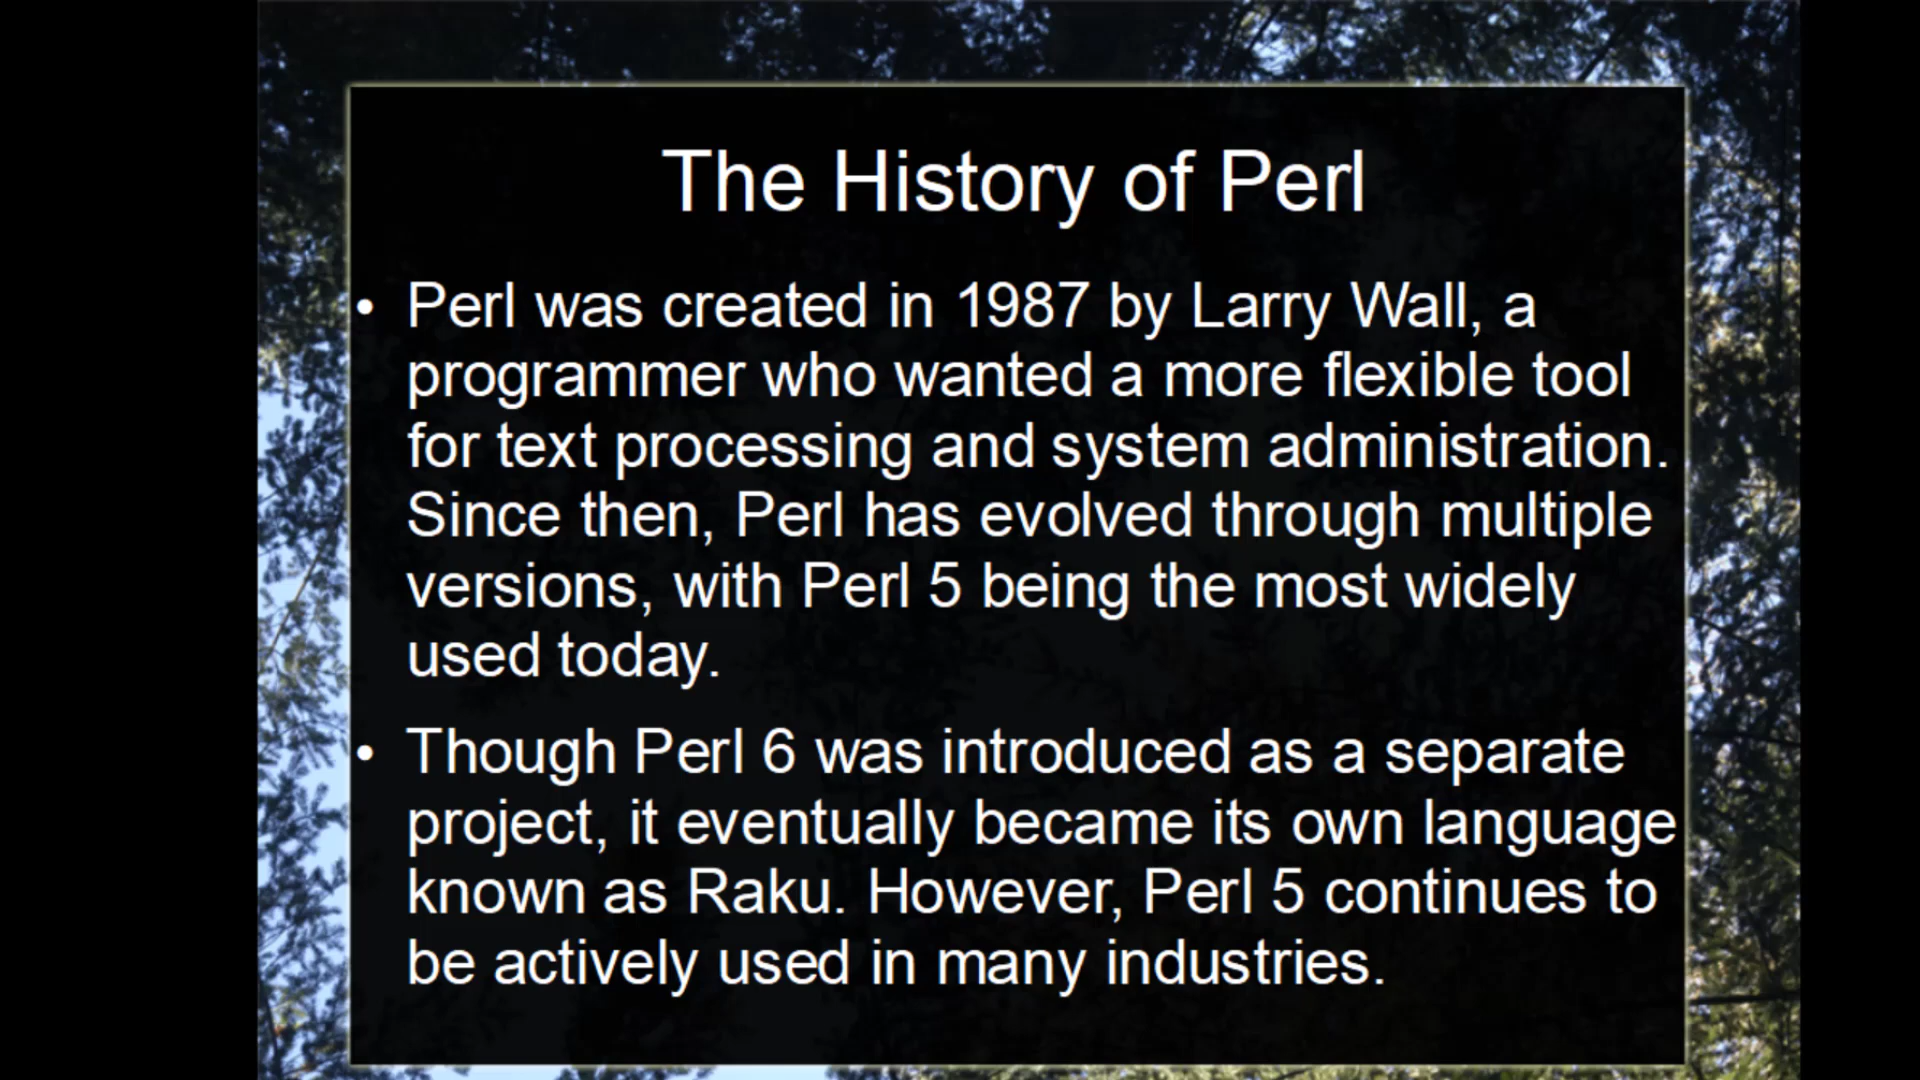 The History of Perl
• Perl was created in 1987 by Larry Wall, a
programmer who wanted a more flexible tool
for text processing and system administration.
Since then, Perl has evolved through multiple
versions, with Perl 5 being the most widely
used today.
• Though Perl 6 was introduced as a separate
project, it eventually became its own language
known as Raku. However, Perl 5 continues to
be actively used in many industries.